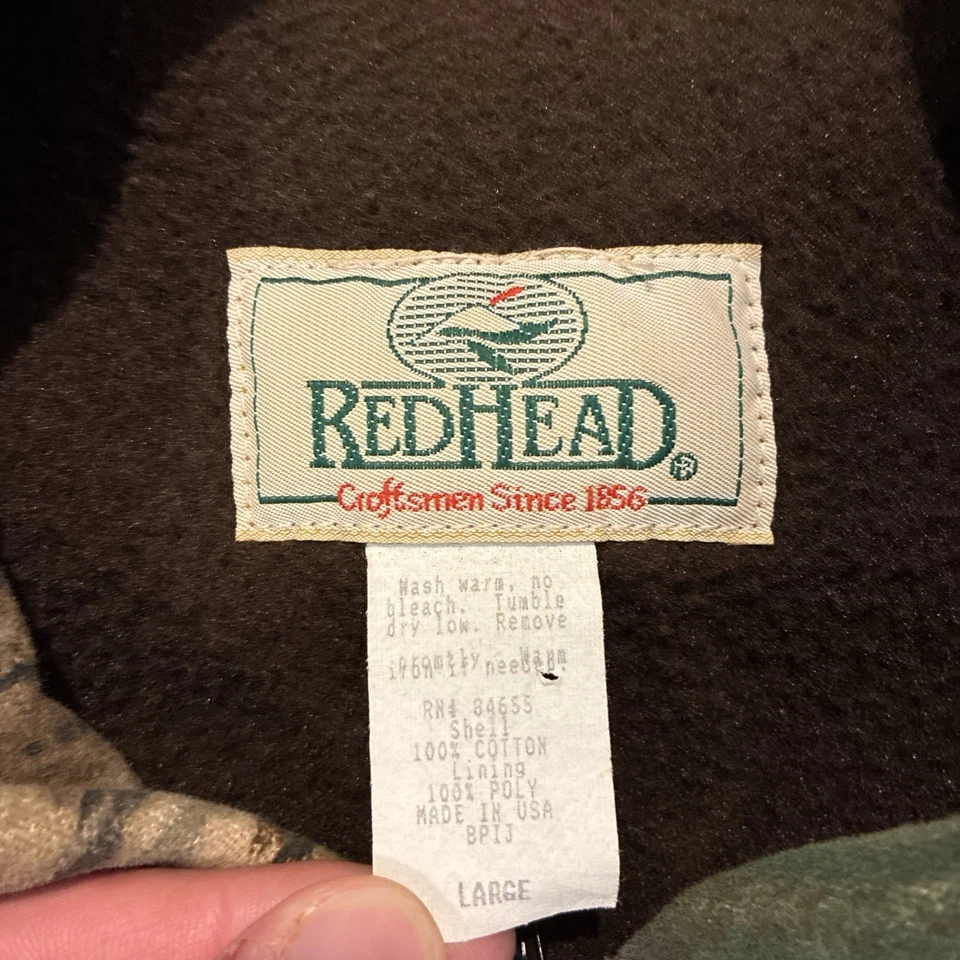 REDHEAD®
Craftsmen Since 1856
Wash warm, no
bleach. Tumble
dry low. Remove
promtly. Warm
iron if needed.
RN# 84655
Shell
100% COTTON
Lining
100% POLY
MADE IN USA
BPIJ
LARGE